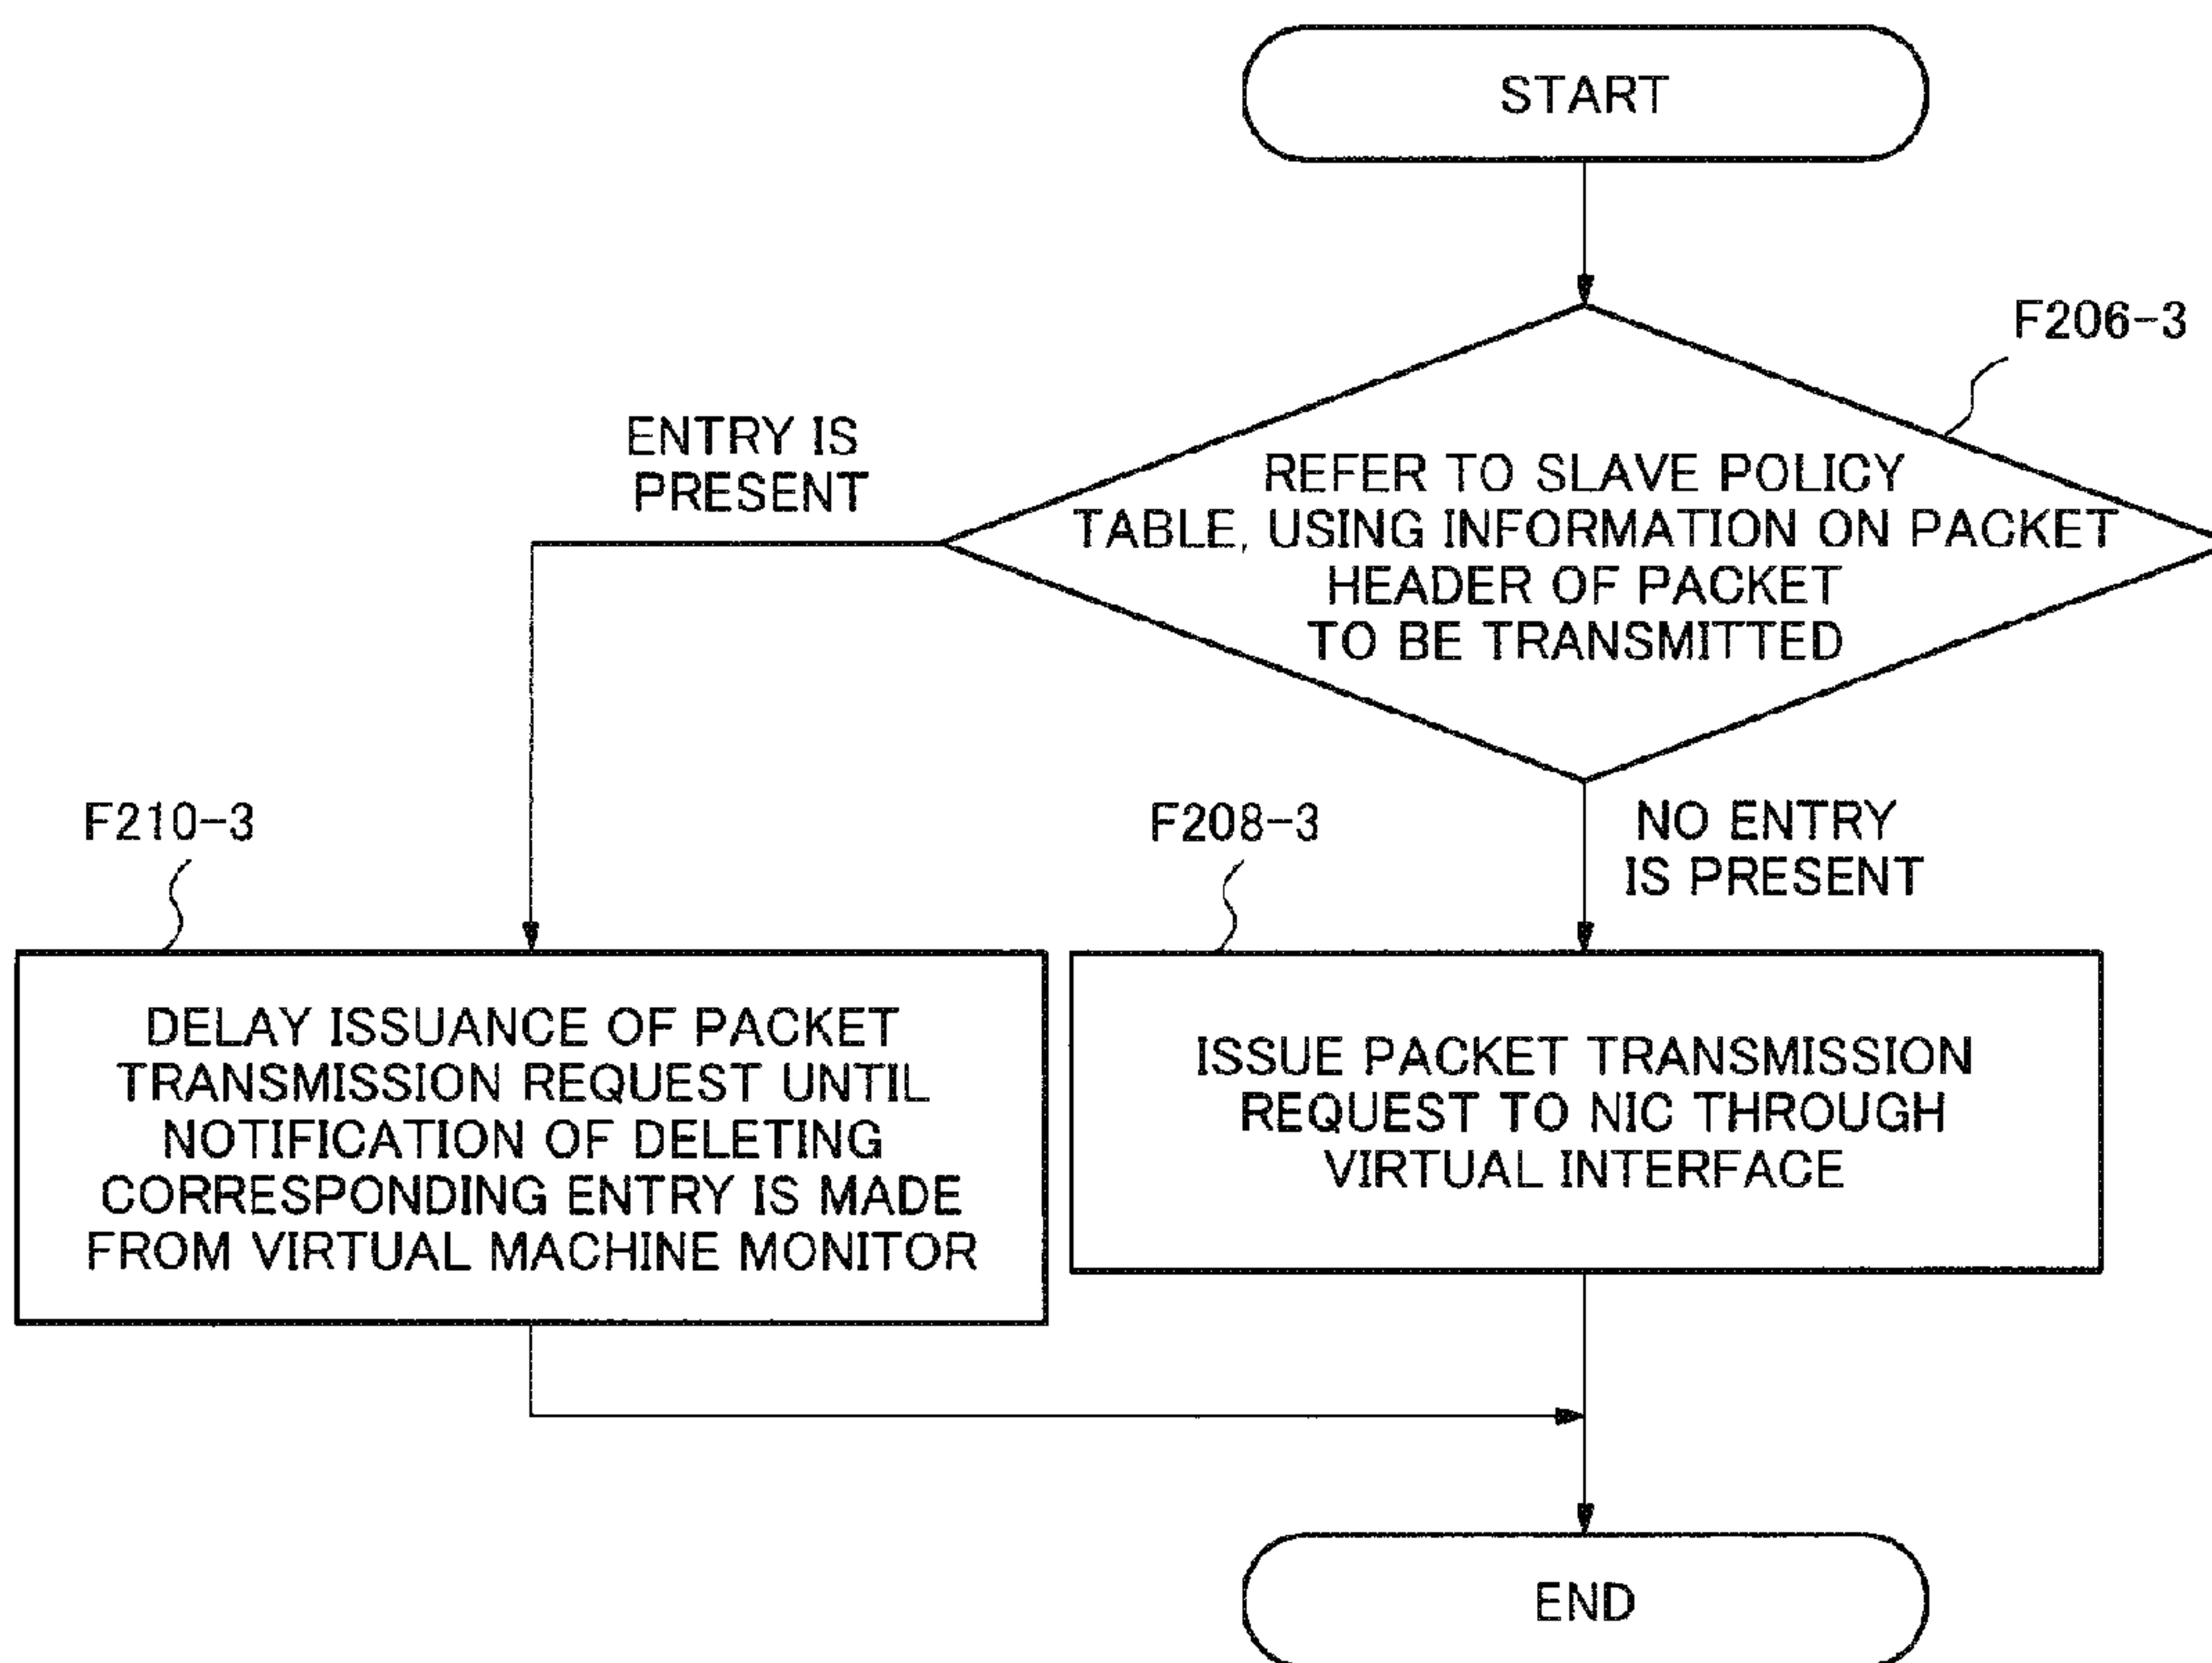 START
F206-3
ENTRY IS
PRESENT
REFER TO SLAVE POLICY
TABLE, USING INFORMATION ON PACKET
HEADER OF PACKET
TO BE TRANSMITTED
F210-3
F208-3
NO ENTRY
IS PRESENT
DELAY ISSUANCE OF PACKET
TRANSMISSION REQUEST UNTIL
NOTIFICATION OF DELETING
CORRESPONDING ENTRY IS MADE
FROM VIRTUAL MACHINE MONITOR
ISSUE PACKET TRANSMISSION
REQUEST TO NIC THROUGH
VIRTUAL INTERFACE
END